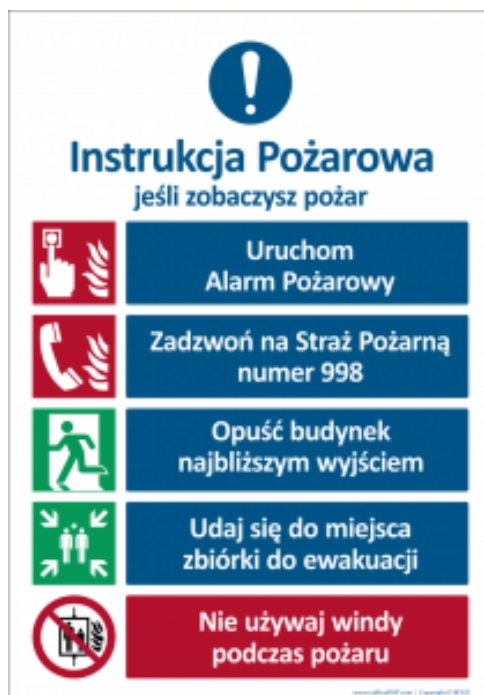 Instrukcja Pożarowa
jeśli zobaczysz pożar
Uruchom
Alarm Pożarowy
Zadzwoń na Straż Pożarną
numer 998
Opuść budynek
najbliższym wyjściem
Udaj się do miejsca
zbiórki do ewakuacji
Nie używaj windy
podczas pożaru